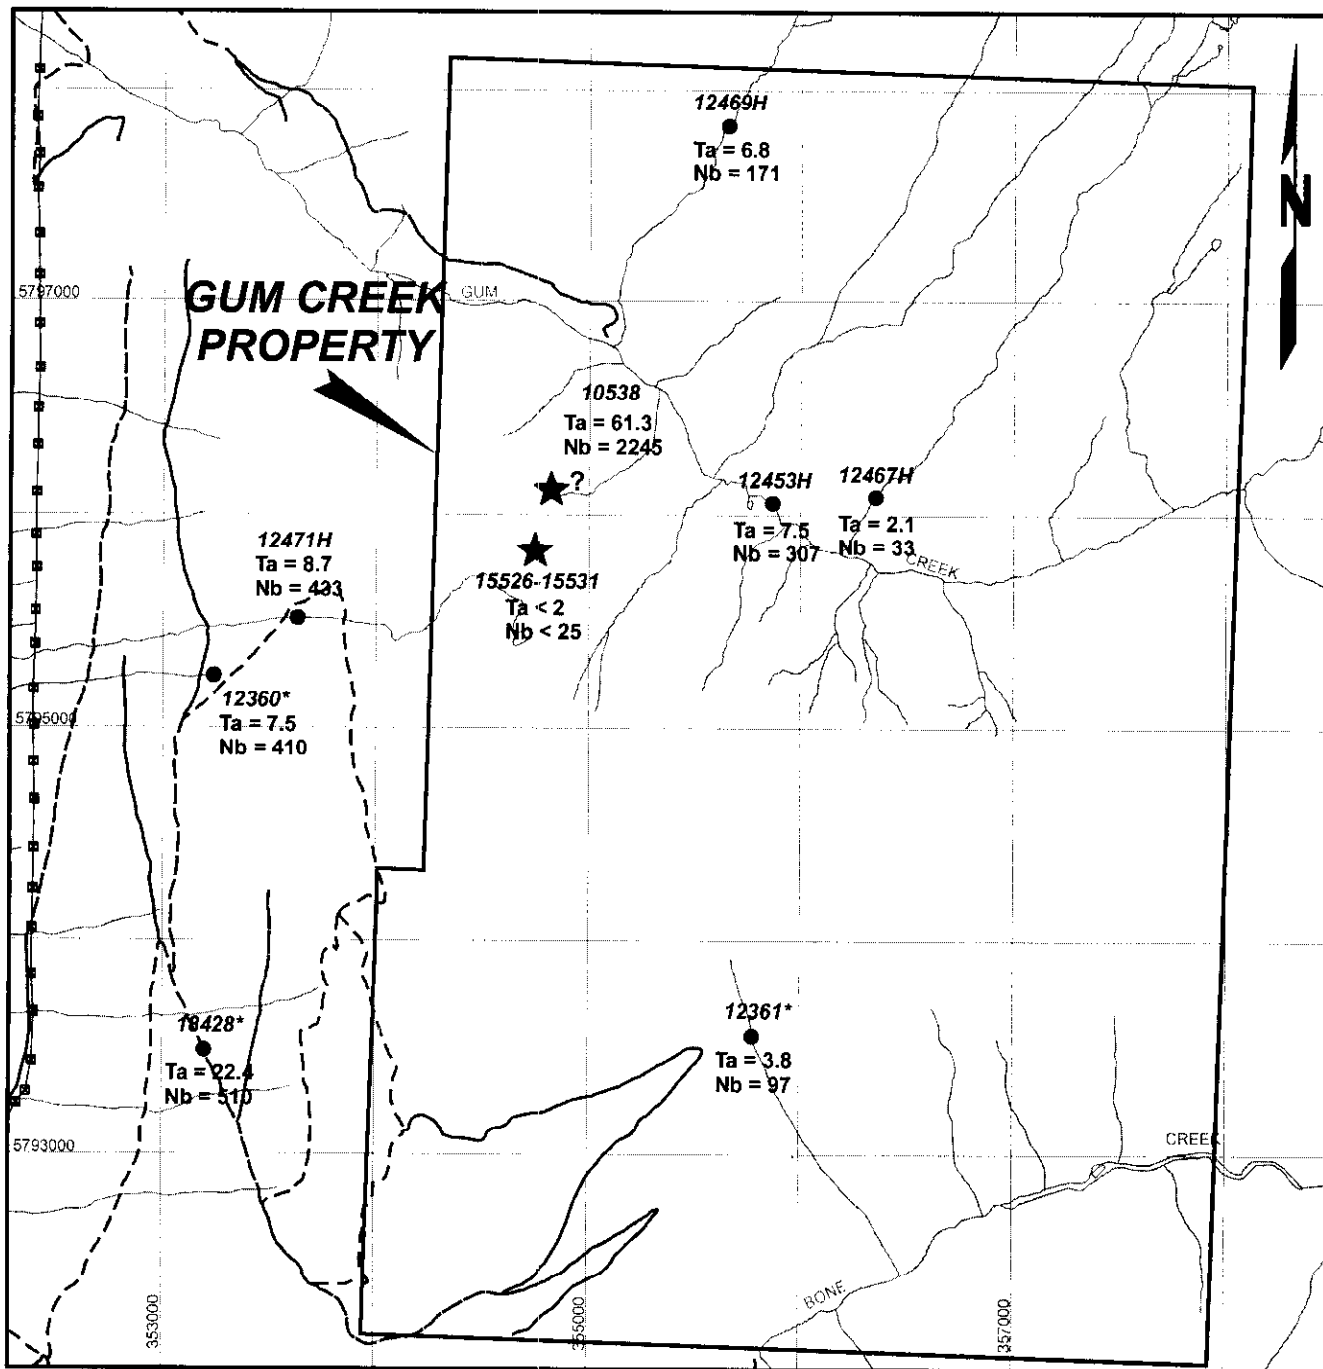 12469H
Ta = 6.8
Nb = 171
N
5797000
GUM CREEK
PROPERTY
GUM
10538
Ta = 61.3
Nb = 2245
?
12453H
Ta = 7.5
Nb = 307
12467H
Ta = 2.1
Nb = 33
CREEK
12471H
Ta = 8.7
Nb = 433
15526-15531
Ta < 2
Nb < 25
12360*
Ta = 7.5
Nb = 410
5795000
12361*
Ta = 3.8
Nb = 97
Ta = 22.4
Nb = 510
5793000
CREEK
BONE
353000
355000
357000